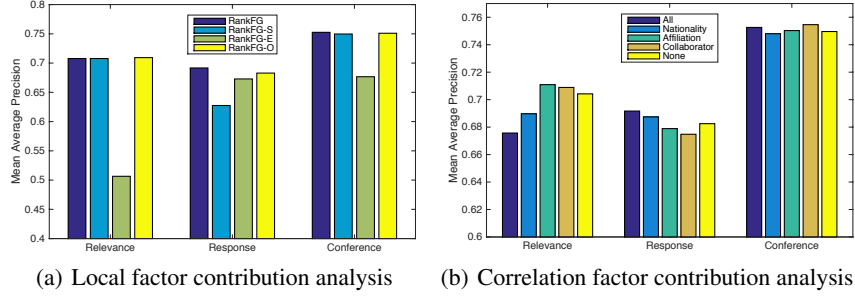 0.8
0.75
0.7
0.65
0.6
0.55
0.5
0.45
0.4
Mean Average Precision
RankFG
RankFG-S
RankFG-E
RankFG-O
Relevance Response Conference
(a) Local factor contribution analysis
0.76
0.74
0.72
0.7
0.68
0.66
0.64
0.62
0.6
Mean Average Precision
All
Nationality
Affiliation
Collaborator
None
Relevance Response Conference
(b) Correlation factor contribution analysis